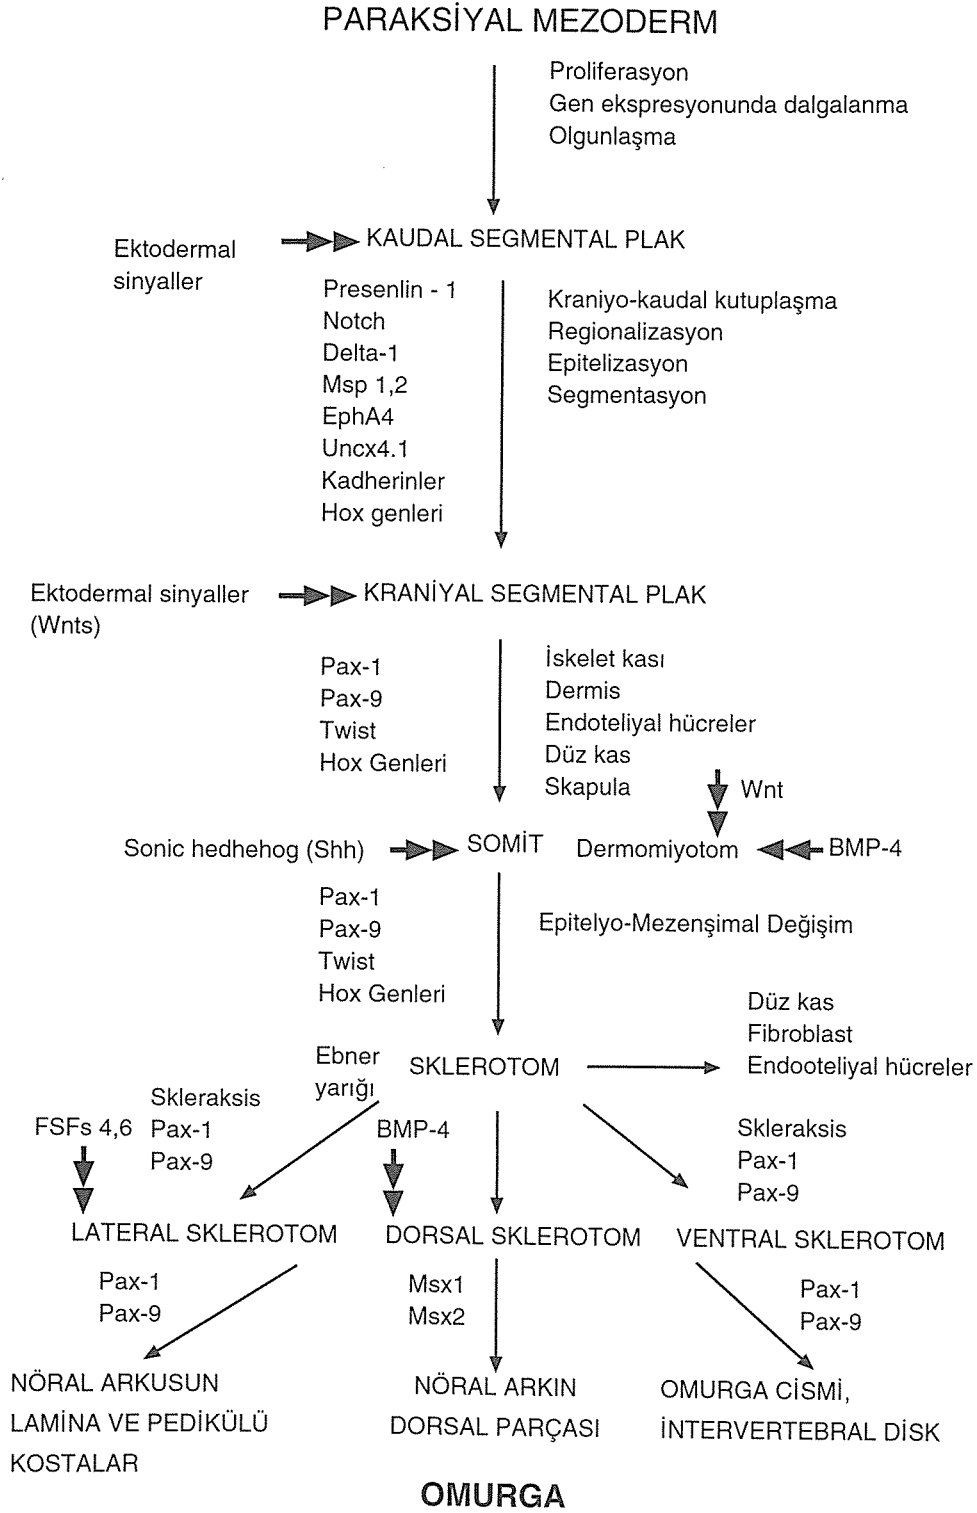 PARAKSİYAL MEZODERM
Proliferasyon
Gen ekspresyonunda dalgalanma
Olgunlaşma
Ektodermal
sinyaller
KAUDAL SEGMENTAL PLAK
Presenlin - 1
Notch
Delta-1
Msp 1,2
EphA4
Uncx4.1
Kadherinler
Hox genleri
Kraniyo-kaudal kutuplaşma
Regionalizasyon
Epitelizasyon
Segmentasyon
Ektodermal sinyaller
(Wnts)
KRANİYAL SEGMENTAL PLAK
Pax-1
Pax-9
Twist
Hox Genleri
İskelet kası
Dermis
Endoteliyal hücreler
Düz kas
Skapula
Wnt
Sonic hedhehog (Shh)
SOMİT
Dermomiyotom
BMP-4
Pax-1
Pax-9
Twist
Hox Genleri
Epitelyo-Mezenşimal Değişim
Ebner
yarığı
SKLEROTOM
Düz kas
Fibroblast
Endooteliyal hücreler
FSFs 4,6
Skleraksis
Pax-1
Pax-9
BMP-4
Skleraksis
Pax-1
Pax-9
LATERAL SKLEROTOM
DORSAL SKLEROTOM
VENTRAL SKLEROTOM
Pax-1
Pax-9
Msx1
Msx2
Pax-1
Pax-9
NÖRAL ARKUSUN
LAMİNA VE PEDİKÜLÜ
KOSTALAR
NÖRAL ARKIN
DORSAL PARÇASI
OMURGA CİSMİ,
İNTERVERTEBRAL DİSK
OMURGA